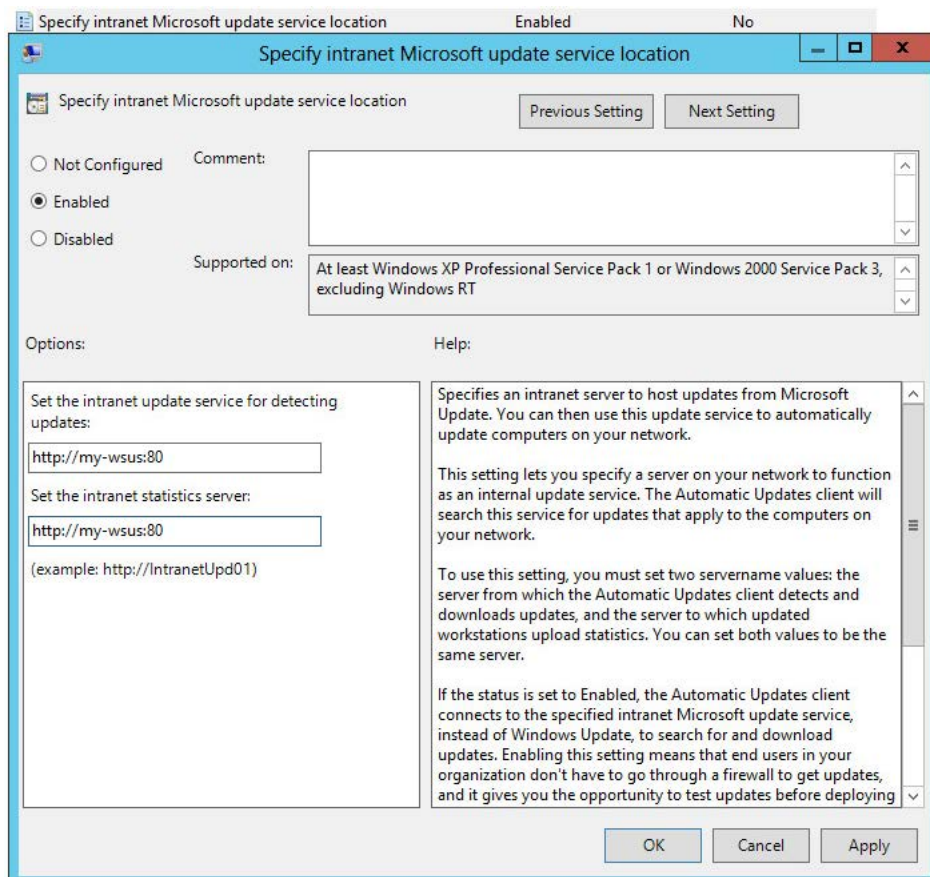 Specify intranet Microsoft update service location Enabled No
Specify intranet Microsoft update service location
Specify intranet Microsoft update service location
Previous Setting Next Setting
Not Configured
Enabled
Disabled
Comment:
Supported on:
At least Windows XP Professional Service Pack 1 or Windows 2000 Service Pack 3,
excluding Windows RT
Options:
Help:
Set the intranet update service for detecting
updates:
http://my-wsus:80
Set the intranet statistics server:
http://my-wsus:80
(example: http://IntranetUpd01)
Specifies an intranet server to host updates from Microsoft
Update. You can then use this update service to automatically
update computers on your network.
This setting lets you specify a server on your network to function
as an internal update service. The Automatic Updates client will
search this service for updates that apply to the computers on
your network.
To use this setting, you must set two servername values: the
server from which the Automatic Updates client detects and
downloads updates, and the server to which updated
workstations upload statistics. You can set both values to be the
same server.
If the status is set to Enabled, the Automatic Updates client
connects to the specified intranet Microsoft update service,
instead of Windows Update, to search for and download
updates. Enabling this setting means that end users in your
organization don't have to go through a firewall to get updates,
and it gives you the opportunity to test updates before deploying
OK Cancel Apply